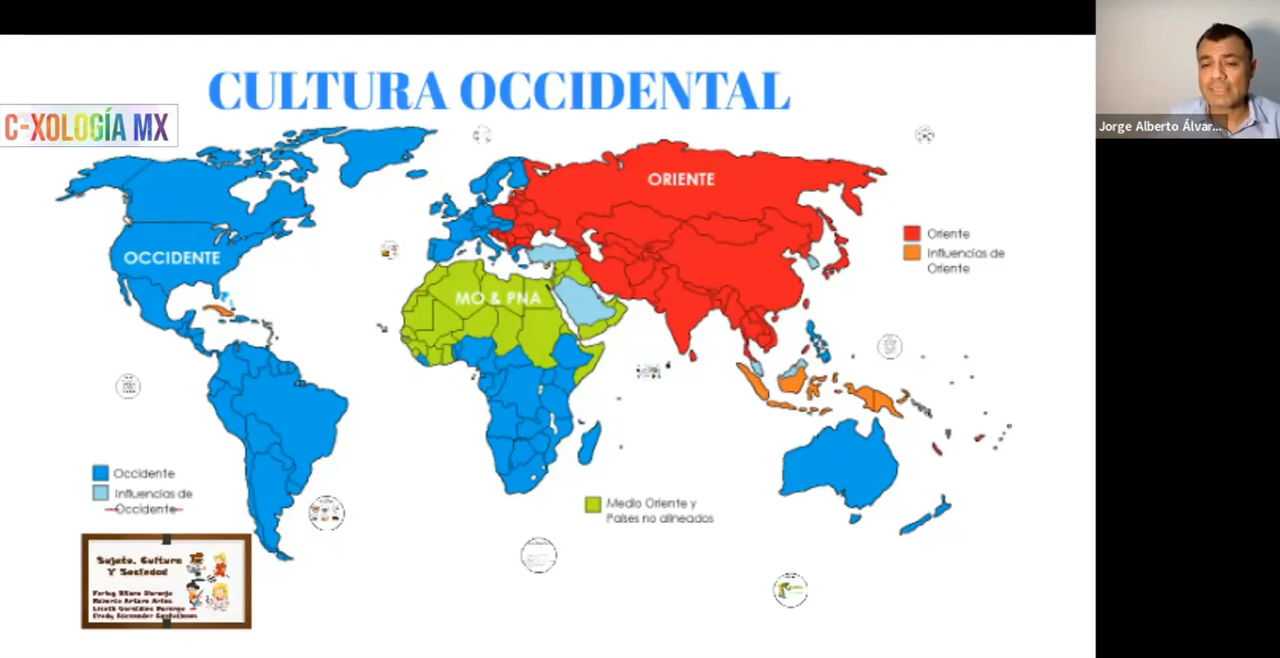 CULTURA OCCIDENTAL
C-XOLOGÍA MX
Jorge Alberto Álvar...
ORIENTE
OCCIDENTE
MO & PNA
Oriente
Influencias de
Oriente
Occidente
Influencias de
Occidente
Medio Oriente y
Países no alineados
Sujeto, Cultura
Y Sociedad